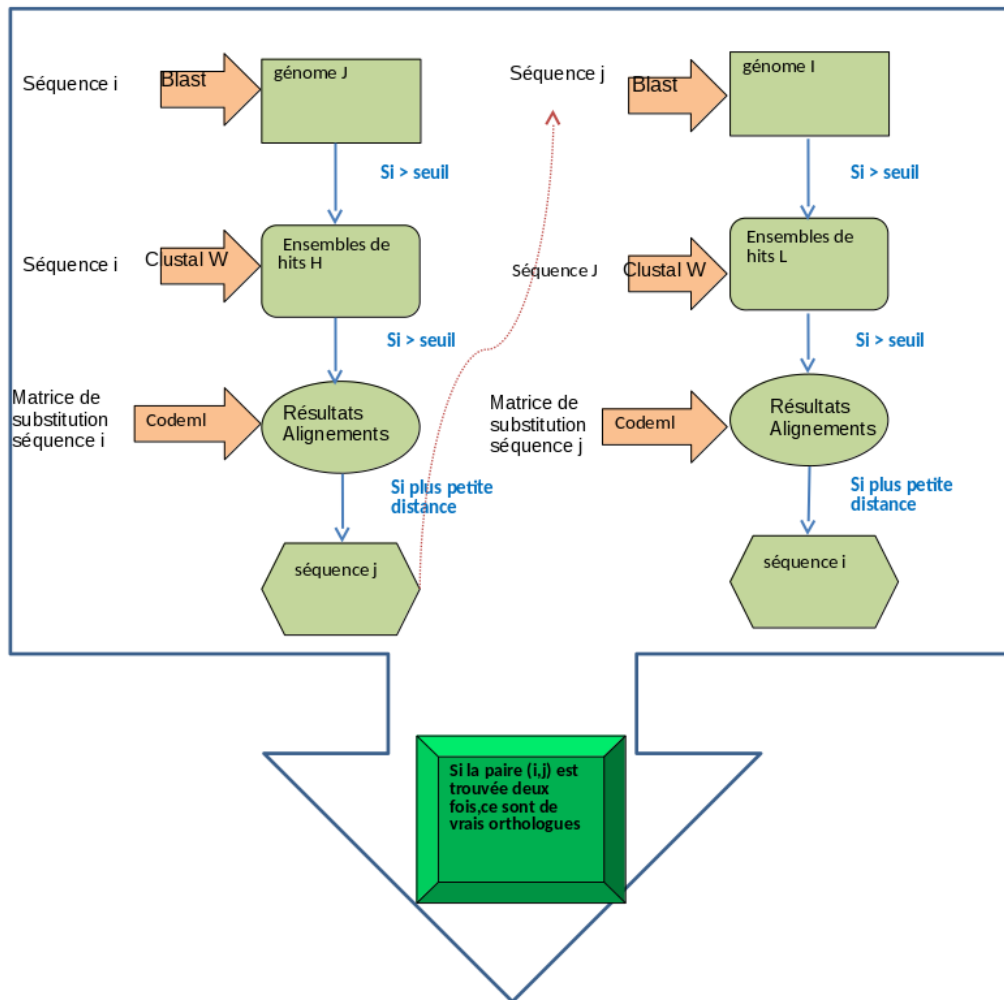 Séquence i
Blast
génome J
Si > seuil
Séquence i
Clustal W
Ensembles de
hits H
Si > seuil
Matrice de
substitution
séquence i
Codeml
Résultats
Alignements
Si plus petite
distance
séquence j
Séquence j
Blast
génome I
Si > seuil
Séquence J
Clustal W
Ensembles de
hits L
Si > seuil
Matrice de
substitution
séquence j
Codeml
Résultats
Alignements
Si plus petite
distance
séquence i
Si la paire (i,j) est
trouvée deux
fois,ce sont de
vrais orthologues